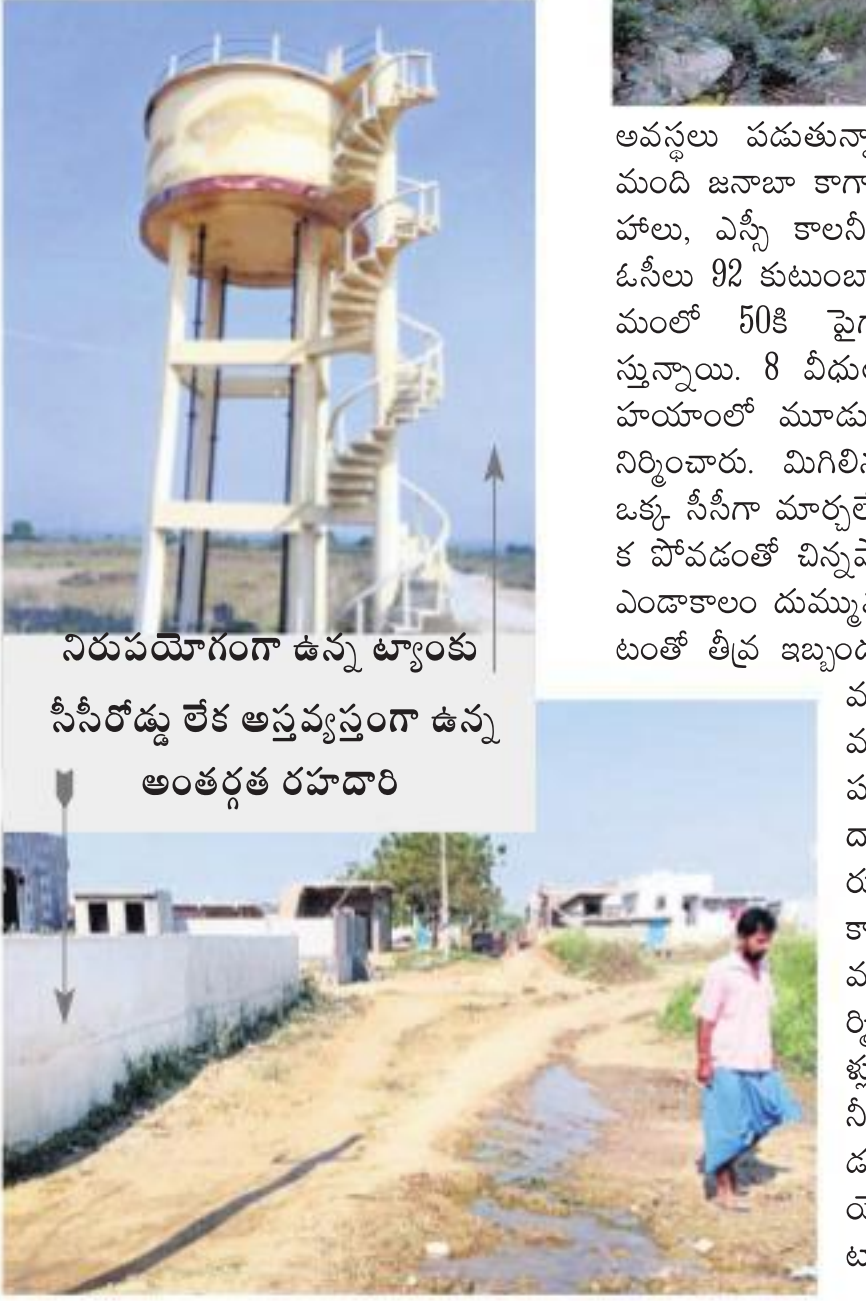 నిరుపయోగంగా ఉన్న ట్యాంకు
సీసీరోడ్డు లేక అస్తవ్యస్తంగా ఉన్న
అంతర్గత రహదారి
అవస్థలు పడుతున్నా
మంది జనాబా కాగా
హాలు, ఎస్సీ కాలనీ
ఓసీలు 92 కుటుంబా
మంలో 50కి పైగ
స్తున్నాయి. 8 వీధుల
హయాంలో మూడు
నిర్మించారు. మిగిలిన
ఒక్క సీసీగా మార్చలే
క పోవడంతో చిన్నపా
ఎండాకాలం దుమ్ము
టంతో తీవ్ర ఇబ్బంద
వ
వ
ప
దా
రు
కా
వ
ర్మి
ళ్ల
నీ
డ
యే
ట